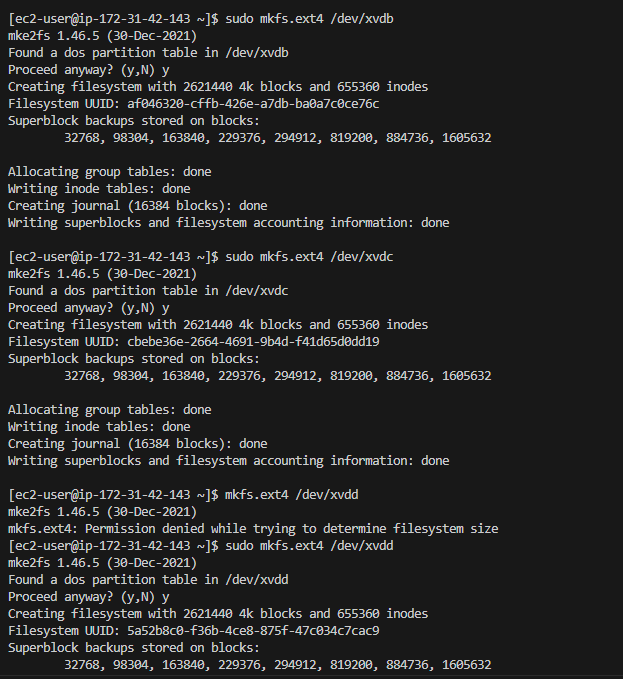 [ec2-user@ip-172-31-42-143 ~]$ sudo mkfs.ext4 /dev/xvdb
mke2fs 1.46.5 (30-Dec-2021)
Found a dos partition table in /dev/xvdb
Proceed anyway? (y,N) y
Creating filesystem with 2621440 4k blocks and 655360 inodes
Filesystem UUID: af046320-cffb-426e-a7db-ba0a7c0ce76c
Superblock backups stored on blocks:
        32768, 98304, 163840, 229376, 294912, 819200, 884736, 1605632

Allocating group tables: done
Writing inode tables: done
Creating journal (16384 blocks): done
Writing superblocks and filesystem accounting information: done

[ec2-user@ip-172-31-42-143 ~]$ sudo mkfs.ext4 /dev/xvdc
mke2fs 1.46.5 (30-Dec-2021)
Found a dos partition table in /dev/xvdc
Proceed anyway? (y,N) y
Creating filesystem with 2621440 4k blocks and 655360 inodes
Filesystem UUID: cbebe36e-2664-4691-9b4d-f41d65d0dd19
Superblock backups stored on blocks:
        32768, 98304, 163840, 229376, 294912, 819200, 884736, 1605632

Allocating group tables: done
Writing inode tables: done
Creating journal (16384 blocks): done
Writing superblocks and filesystem accounting information: done

[ec2-user@ip-172-31-42-143 ~]$ mkfs.ext4 /dev/xvdd
mke2fs 1.46.5 (30-Dec-2021)
mkfs.ext4: Permission denied while trying to determine filesystem size
[ec2-user@ip-172-31-42-143 ~]$ sudo mkfs.ext4 /dev/xvdd
mke2fs 1.46.5 (30-Dec-2021)
Found a dos partition table in /dev/xvdd
Proceed anyway? (y,N) y
Creating filesystem with 2621440 4k blocks and 655360 inodes
Filesystem UUID: 5a52b8c0-f36b-4ce8-875f-47c034c7cac9
Superblock backups stored on blocks:
        32768, 98304, 163840, 229376, 294912, 819200, 884736, 1605632